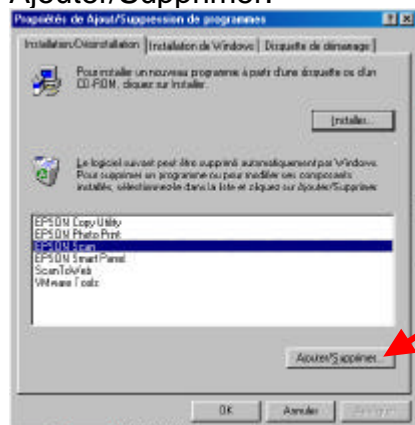 Ajouter/Supprimer.
Propriétés de Ajout/Suppression de programmes
Installation/Désinstallation | Installation de Windows | Disquette de démarrage
Pour installer un nouveau programme à partir d'une disquette ou d'un
CD-ROM, cliquez sur Installer.
Installer...
Le logiciel suivant peut être supprimé automatiquement par Windows.
Pour supprimer un programme ou pour modifier ses composants
installés, sélectionnez-le dans la liste et cliquez sur Ajouter/Supprimer.
EPSON Copy Utility
EPSON Photo Print
EPSON Scan
EPSON Smart Panel
ScanToWeb
VMware Tools
Ajouter/Supprimer...
OK
Annuler
Appliquer